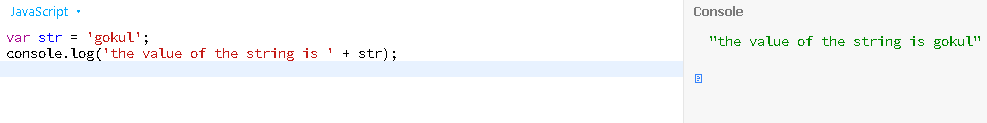 JavaScript •
Console
var str = 'gokul';
console.log('the value of the string is ' + str);
"the value of the string is gokul"